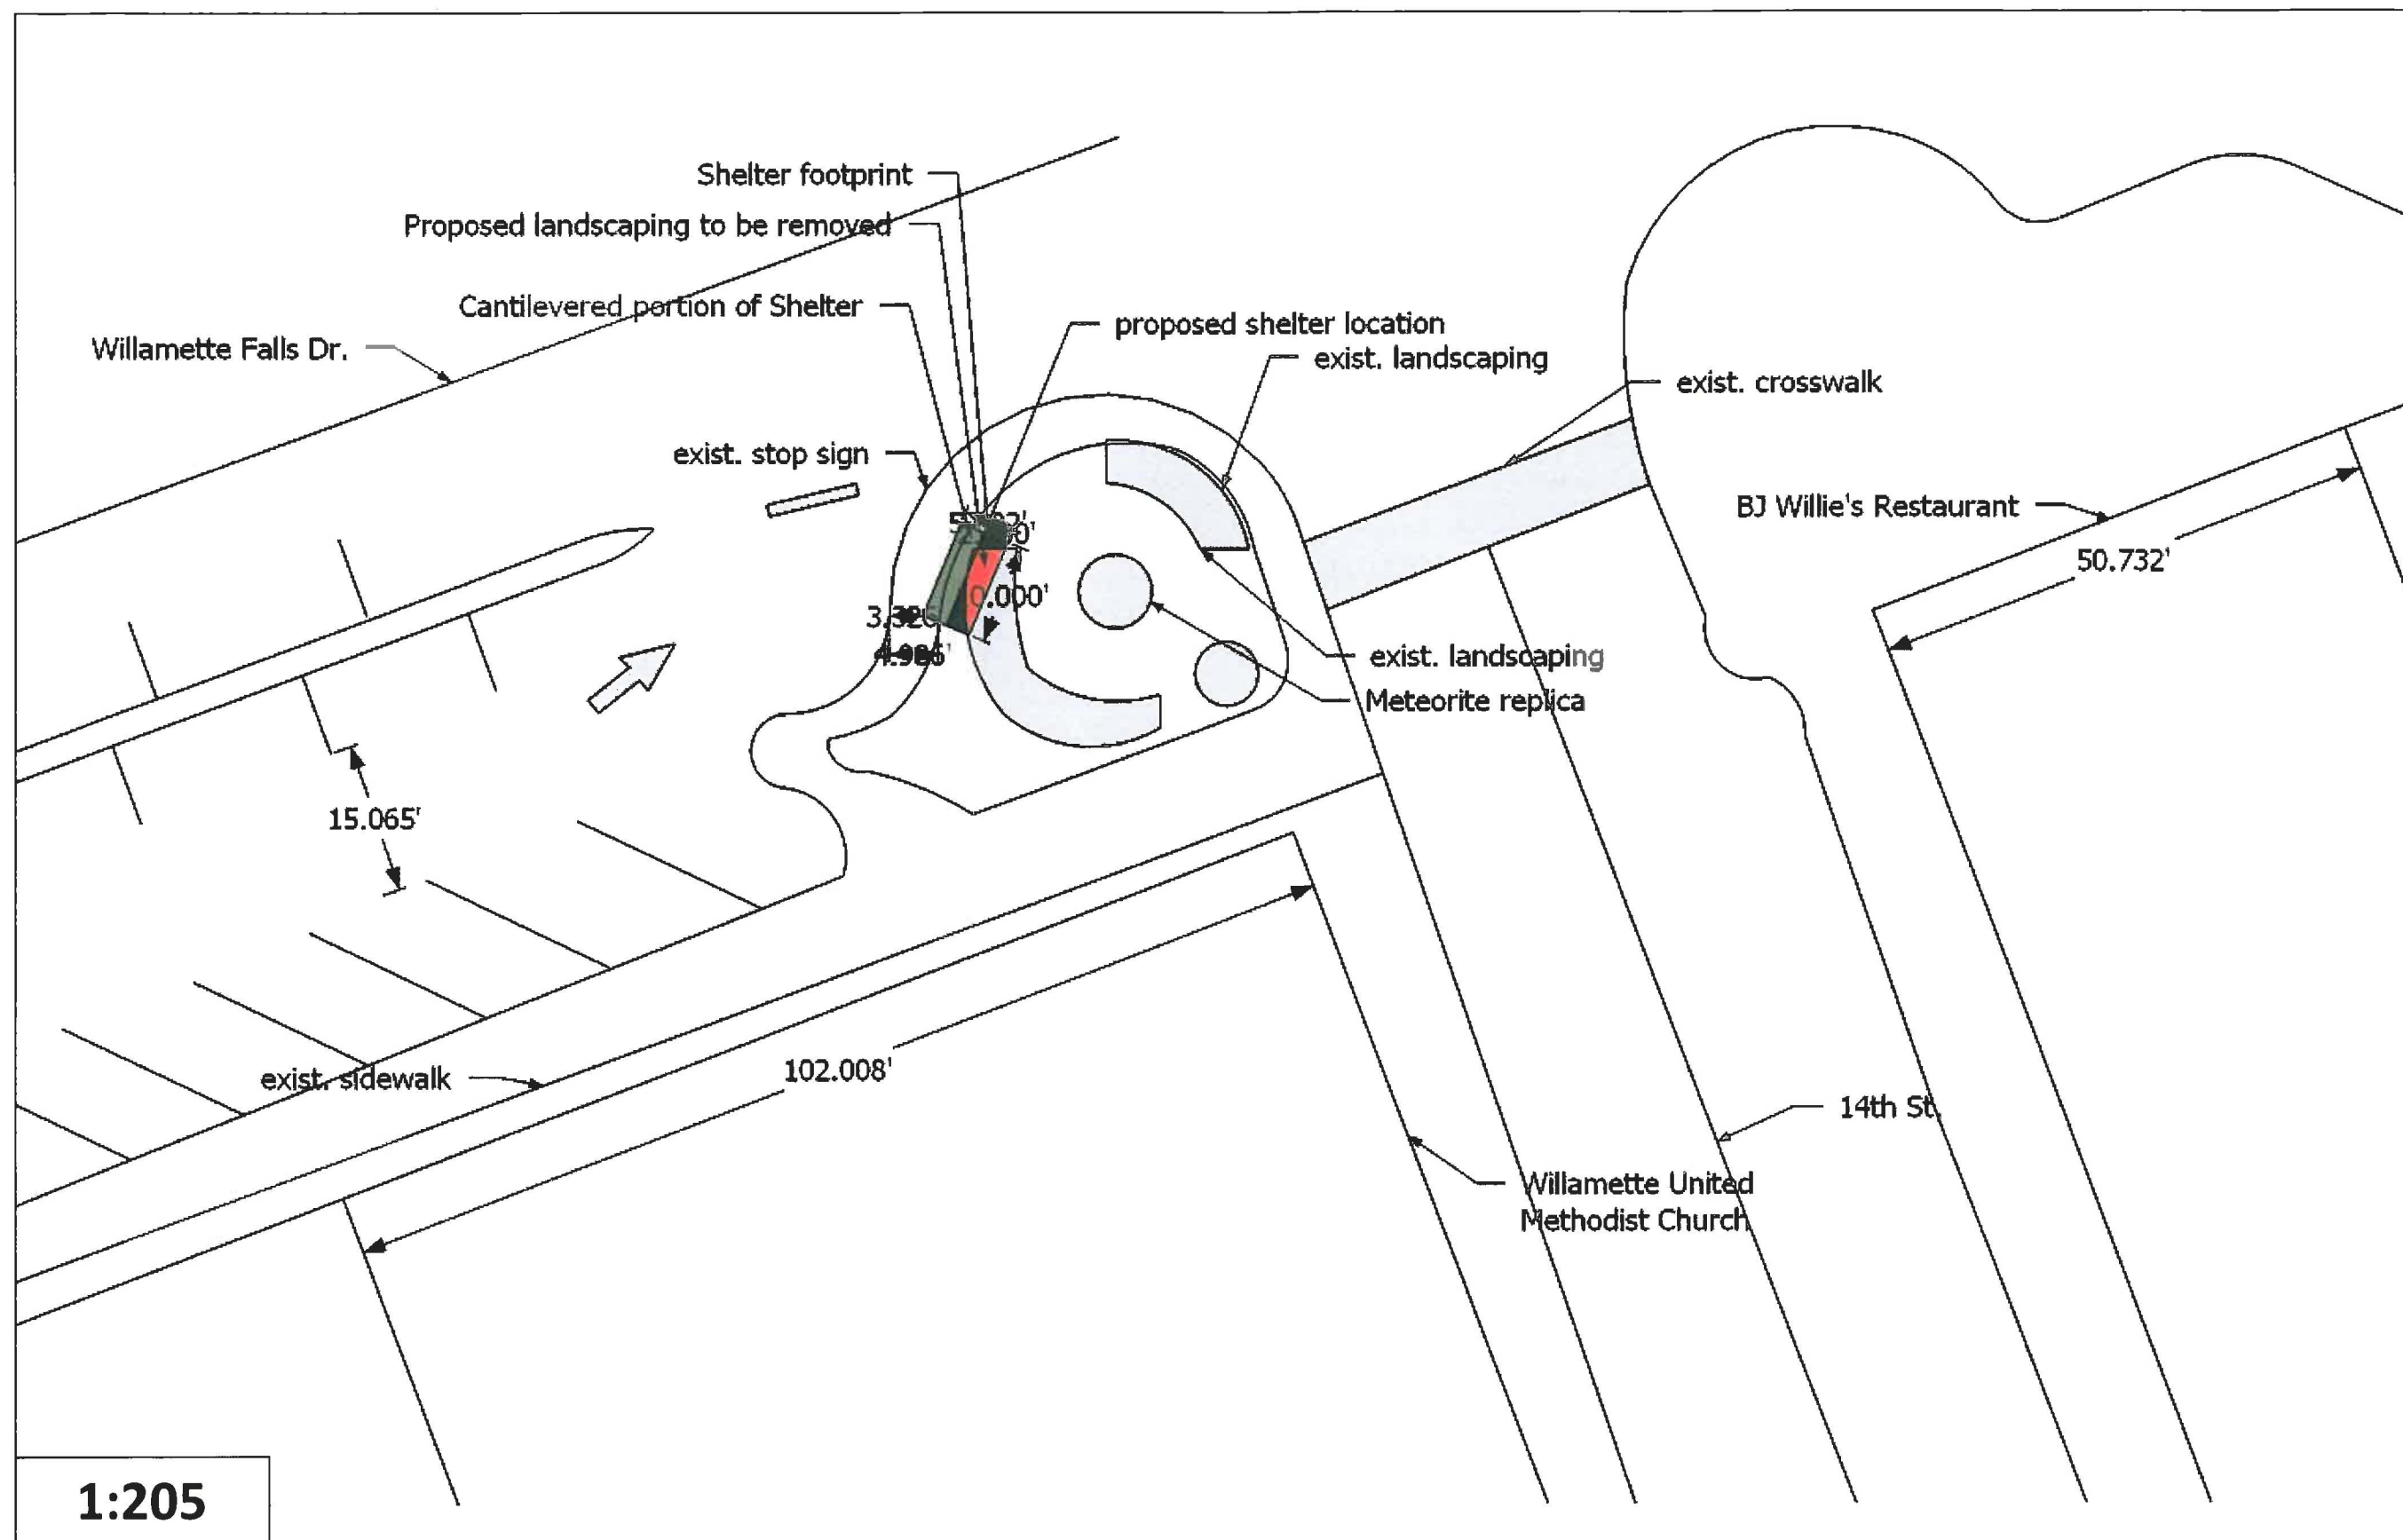 Shelter footprint
Proposed landscaping to be removed
Cantilevered portion of Shelter
proposed shelter location
Willamette Falls Dr.
exist. landscaping
exist. crosswalk
exist. stop sign
BJ Willie's Restaurant
50.732'
exist. landscaping
Meteorite replica
15.065'
102.008'
exist. sidewalk
14th St.
Willamette United
Methodist Church
1:205